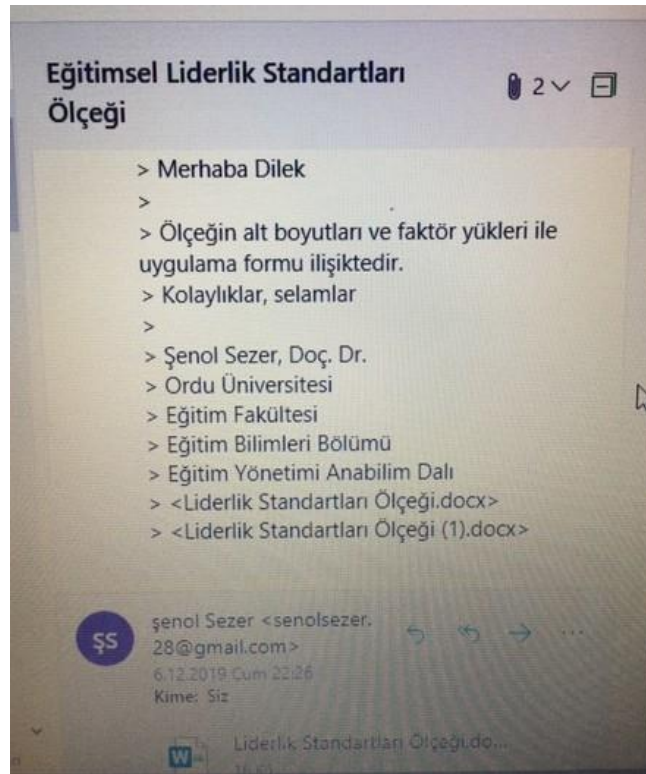 Eğitimsel Liderlik Standartları
Ölçeği
2
> Merhaba Dilek
>
> Ölçeğin alt boyutları ve faktör yükleri ile
uygulama formu ilişiktedir.
> Kolaylıklar, selamlar
>
> Şenol Sezer, Doç. Dr.
> Ordu Üniversitesi
> Eğitim Fakültesi
> Eğitim Bilimleri Bölümü
> Eğitim Yönetimi Anabilim Dalı
> <Liderlik Standartları Ölçeği.docx>
> <Liderlik Standartları Ölçeği (1).docx>
şenol Sezer <senolsezer.
28@gmail.com>
ŞS
6.12.2019 Cum 22:26
Kime: Siz
Liderlik Standartları Ölçeği.do...
W